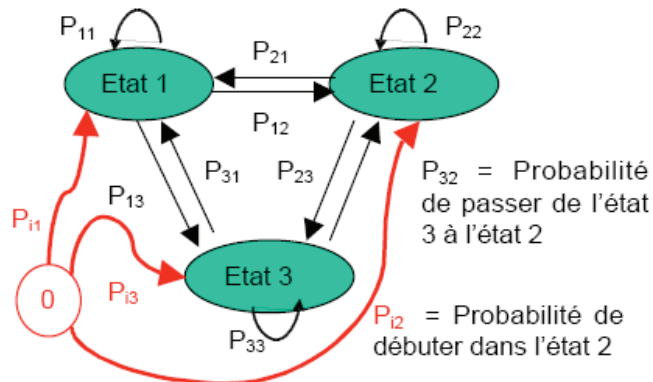 P11
P22
P21
Etat 1
Etat 2
P12
P31
P23
P13
P32 = Probabilité
de passer de l'état
3 à l'état 2
Pi1
Etat 3
0
Pi3
P33
Pi2 = Probabilité de
débuter dans l'état 2